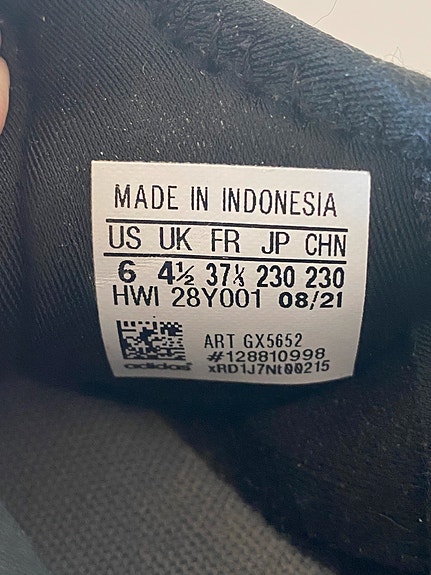 MADE IN INDONESIA
US UK FR JP CHN
6 4½ 37⅓ 230 230
HWI 28Y001 08/21
ART GX5652
#128810998
adidas xRD1J7Nt00215